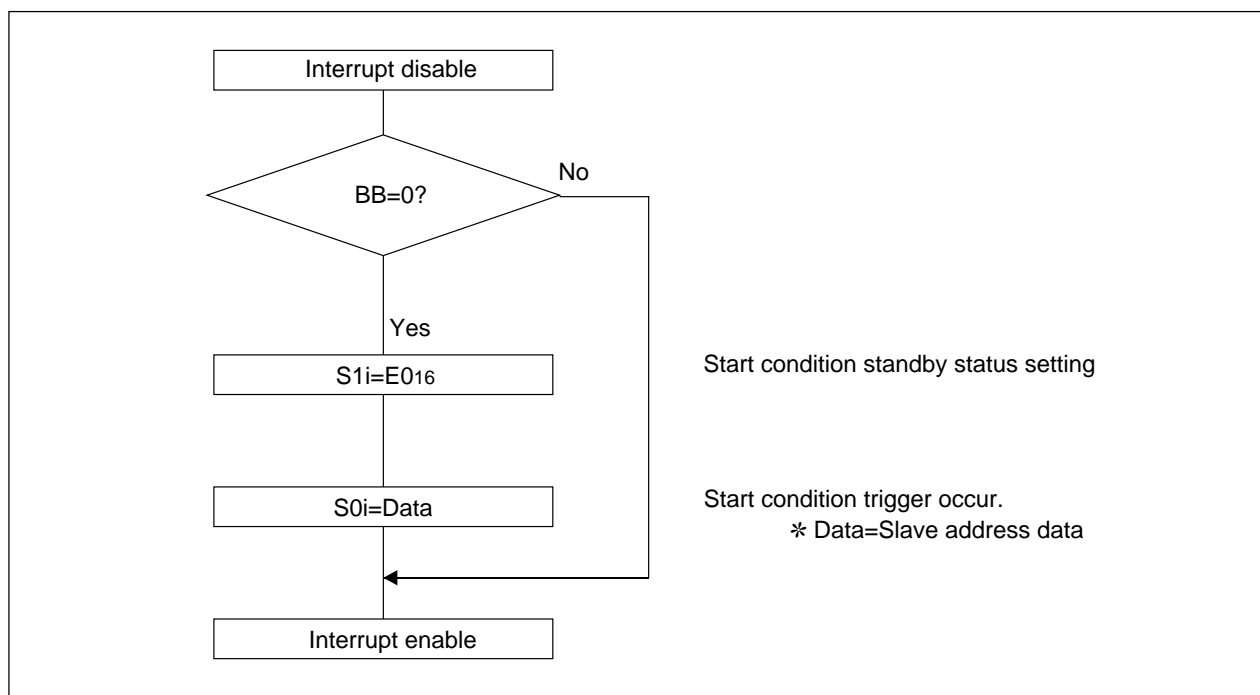 Interrupt disable
No
BB=0?
Yes
S1i=E016
Start condition standby status setting
S0i=Data
Start condition trigger occur.
* Data=Slave address data
Interrupt enable